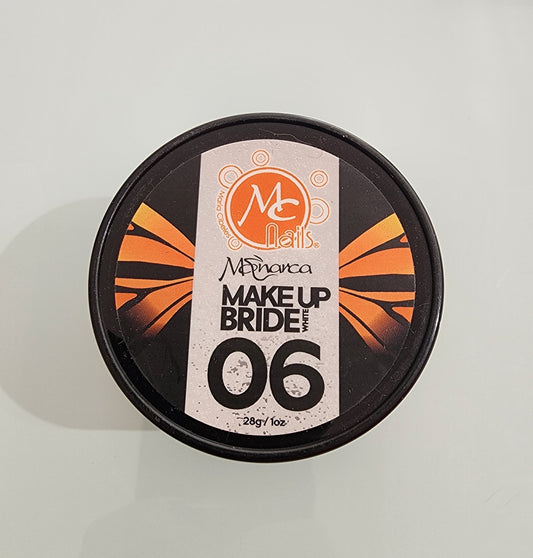 MC
Nails®
Monarca
MAKE UP
BRIDE WHITE
06
28g / 1oz